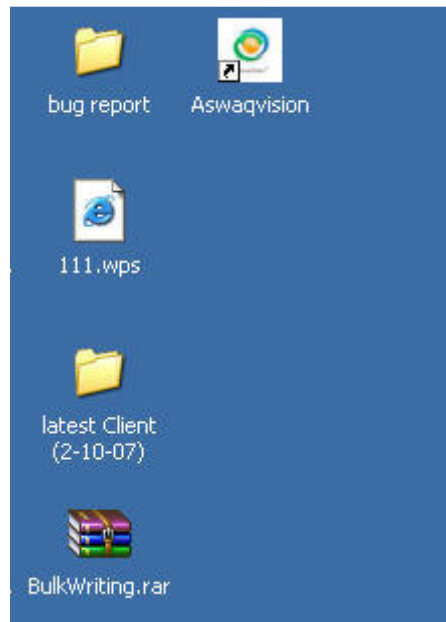 bug report
Aswaqvision
111.wps
latest Client
(2-10-07)
BulkWriting.rar